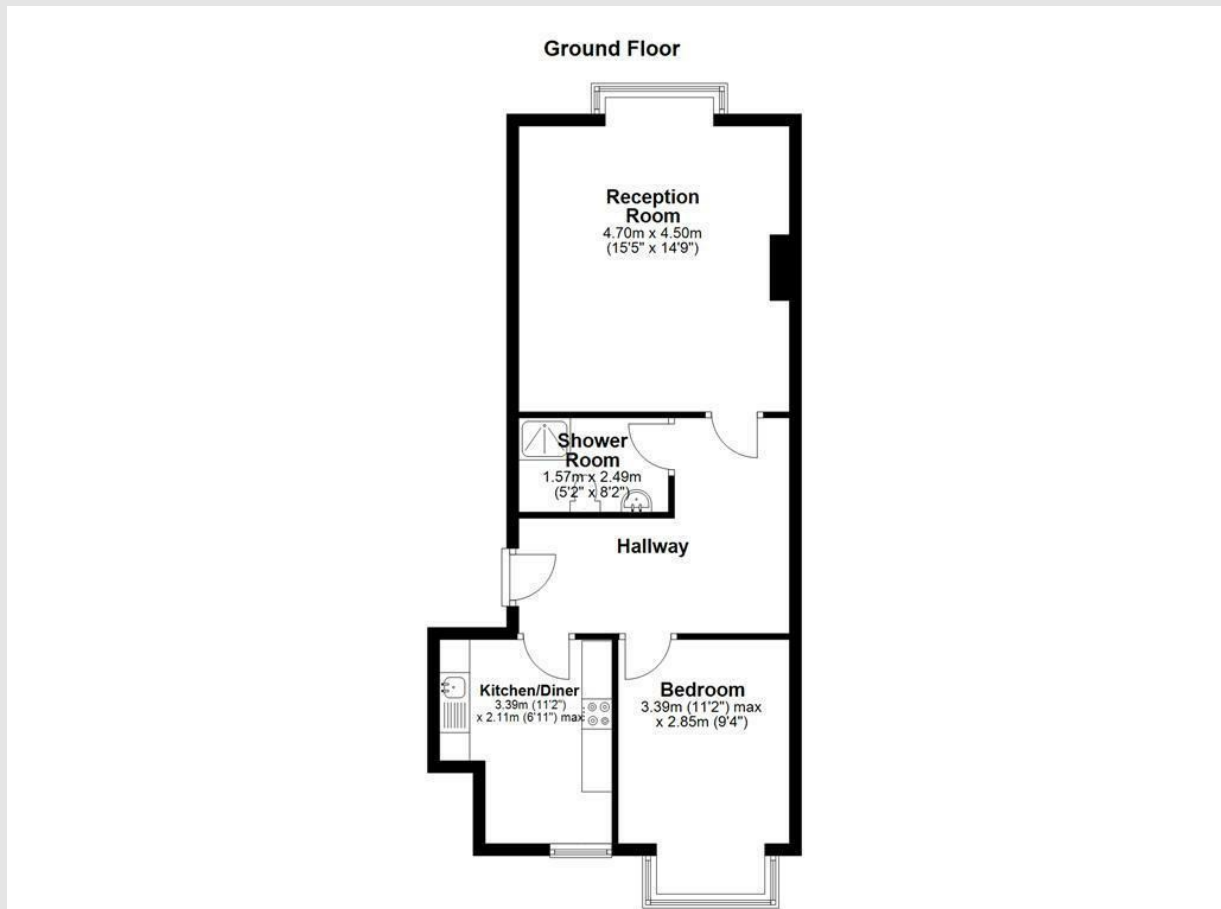 Ground Floor
Reception
Room
4.70m x 4.50m
(15'5" x 14'9")
Shower
Room
1.57m x 2.49m
(5'2" x 8'2")
Hallway
Kitchen/Diner
3.39m (11'2")
x 2.11m (6'11") max
Bedroom
3.39m (11'2") max
x 2.85m (9'4")